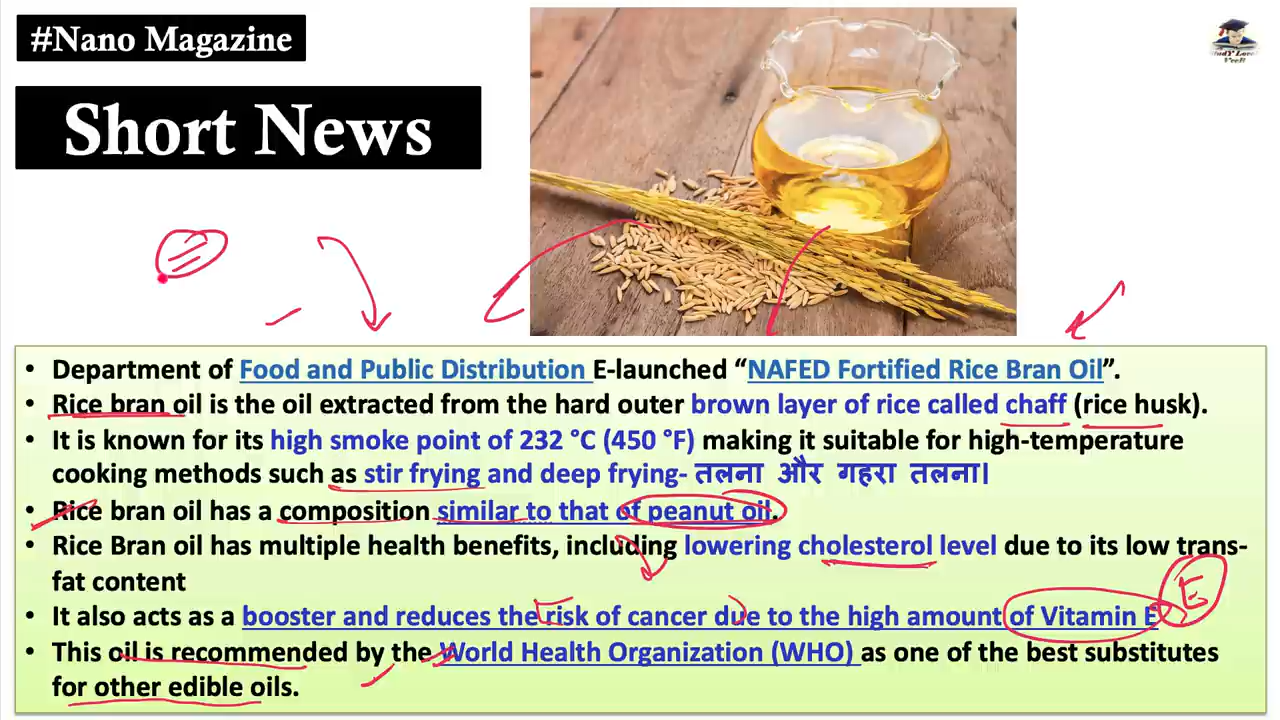 #Nano Magazine
Short News
StudY Lover
VeeR
• Department of Food and Public Distribution E-launched “NAFED Fortified Rice Bran Oil”.
• Rice bran oil is the oil extracted from the hard outer brown layer of rice called chaff (rice husk).
• It is known for its high smoke point of 232 °C (450 °F) making it suitable for high-temperature
cooking methods such as stir frying and deep frying- तलना और गहरा तलना।
• Rice bran oil has a composition similar to that of peanut oil.
• Rice Bran oil has multiple health benefits, including lowering cholesterol level due to its low trans-
fat content
• It also acts as a booster and reduces the risk of cancer due to the high amount of Vitamin E
E
• This oil is recommended by the World Health Organization (WHO) as one of the best substitutes
for other edible oils.